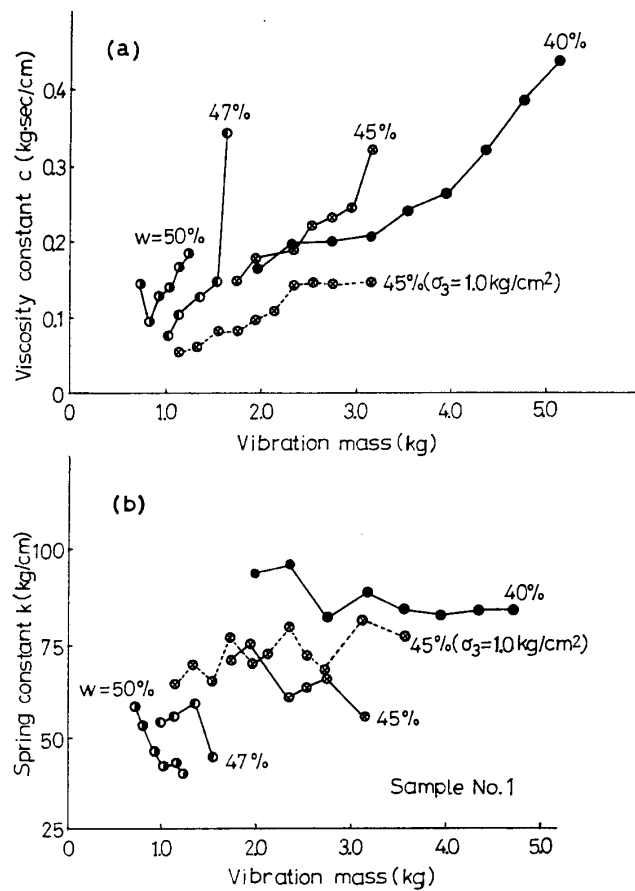 (a)
40%
47%
45%
w=50%
45%(σ₃=1.0kg/cm²)
Viscosity constant c (kg·sec/cm)
0.4
0.3
0.2
0.1
0
0 1.0 2.0 3.0 4.0 5.0
Vibration mass(kg)
(b)
40%
45%(σ₃=1.0kg/cm²)
w=50%
45%
47%
Sample No.1
Spring constant k(kg/cm)
100
75
50
25
0 1.0 2.0 3.0 4.0 5.0
Vibration mass(kg)